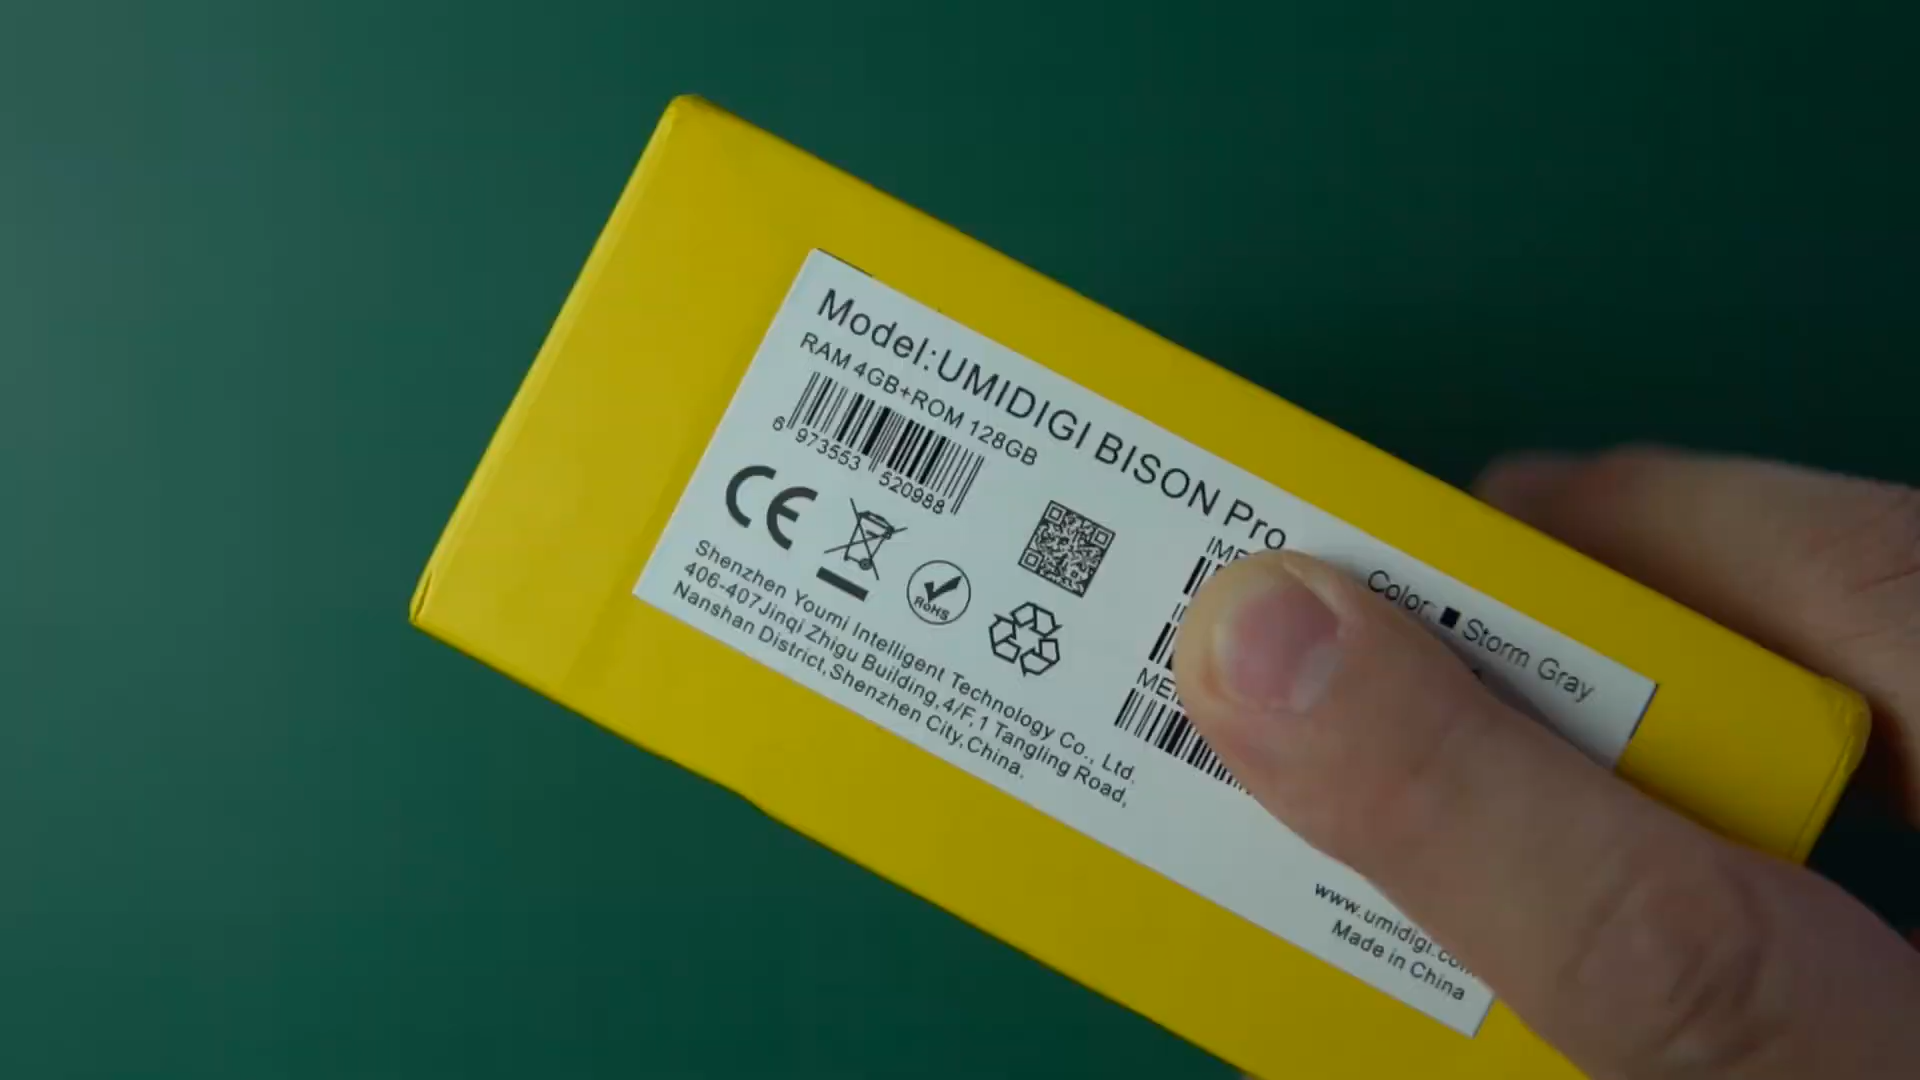 Model:UMIDIGI BISON Pro
RAM 4GB+ROM 128GB
6 973553 520988
CE
RoHS
Color: Storm Gray
Shenzhen Youmi Intelligent Technology Co., Ltd.
406-407Jinqi Zhigu Building,4/F,1 Tangling Road,
Nanshan District,Shenzhen City,China.
www.umidigi.com
Made in China